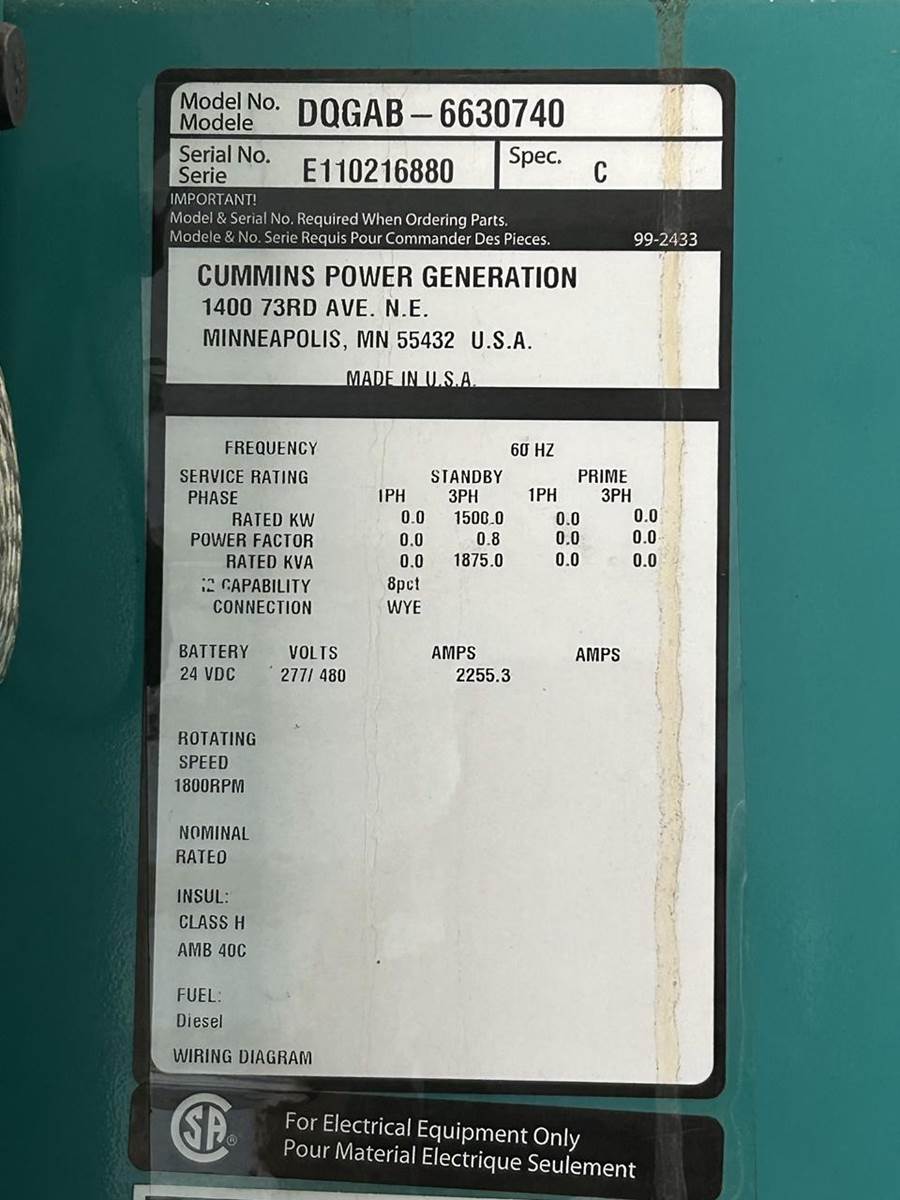 Model No.
Modele
DQGAB – 6630740
Serial No.
Serie
E110216880
Spec.
C
IMPORTANT!
Model & Serial No. Required When Ordering Parts.
Modele & No. Serie Requis Pour Commander Des Pieces.
99-2433
CUMMINS POWER GENERATION
1400 73RD AVE. N.E.
MINNEAPOLIS, MN 55432 U.S.A.
MADE IN U.S.A.
FREQUENCY 60 HZ
SERVICE RATING STANDBY PRIME
PHASE 1PH 3PH 1PH 3PH
RATED KW 0.0 1500.0 0.0 0.0
POWER FACTOR 0.0 0.8 0.0 0.0
RATED KVA 0.0 1875.0 0.0 0.0
CAPABILITY 8pct
CONNECTION WYE
BATTERY VOLTS AMPS AMPS
24 VDC 277/ 480 2255.3
ROTATING
SPEED
1800RPM
NOMINAL
RATED
INSUL:
CLASS H
AMB 40C
FUEL:
Diesel
WIRING DIAGRAM
SA ®
For Electrical Equipment Only
Pour Material Electrique Seulement